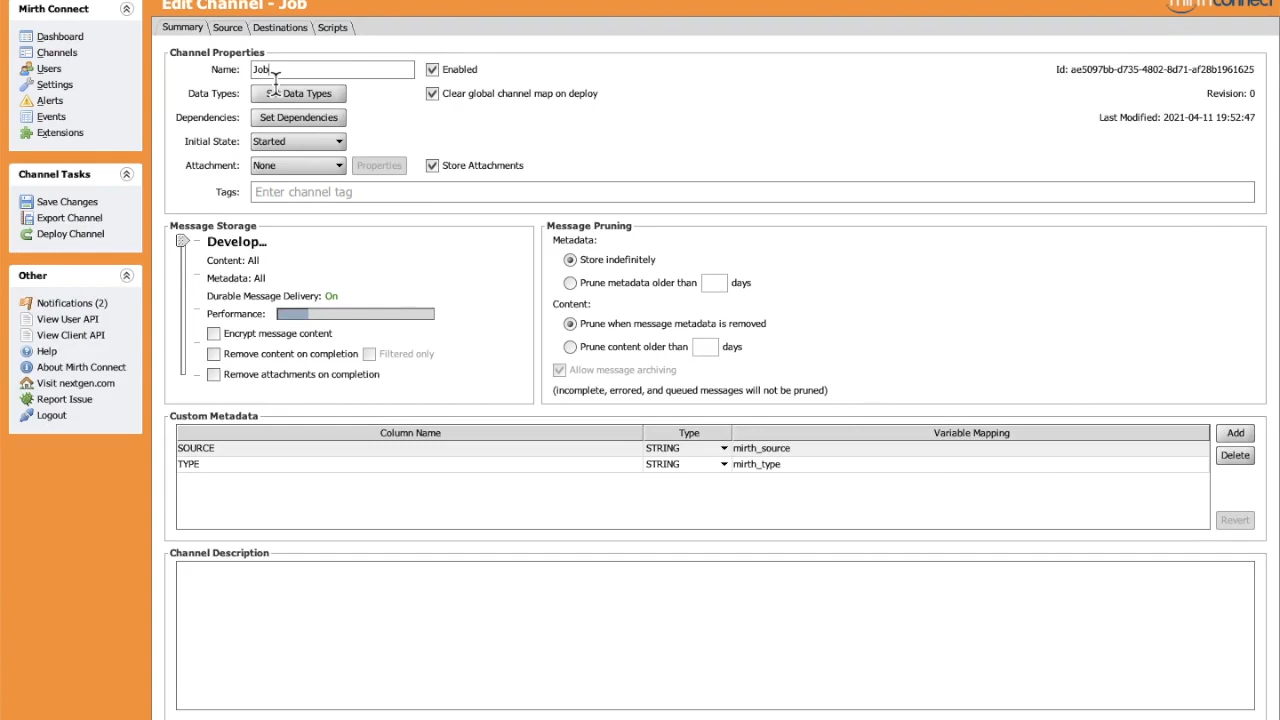 Mirth Connect
Dashboard
Channels
Users
Settings
Alerts
Events
Extensions
Channel Tasks
Save Changes
Export Channel
Deploy Channel
Other
Notifications (2)
View User API
View Client API
Help
About Mirth Connect
Visit nextgen.com
Report Issue
Logout
Edit Channel - Job
mirth connect
Summary Source Destinations Scripts
Channel Properties
Name: Job Enabled Id: ae5097bb-d735-4802-8d71-af28b1961625
Data Types: Data Types Clear global channel map on deploy Revision: 0
Dependencies: Set Dependencies Last Modified: 2021-04-11 19:52:47
Initial State: Started
Attachment: None Properties Store Attachments
Tags: Enter channel tag
Message Storage
Develop...
Content: All
Metadata: All
Durable Message Delivery: On
Performance:
Encrypt message content
Remove content on completion Filtered only
Remove attachments on completion
Message Pruning
Metadata:
Store indefinitely
Prune metadata older than days
Content:
Prune when message metadata is removed
Prune content older than days
Allow message archiving
(incomplete, errored, and queued messages will not be pruned)
Custom Metadata
Column Name Type Variable Mapping Add
SOURCE STRING mirth_source
TYPE STRING mirth_type
Delete
Revert
Channel Description